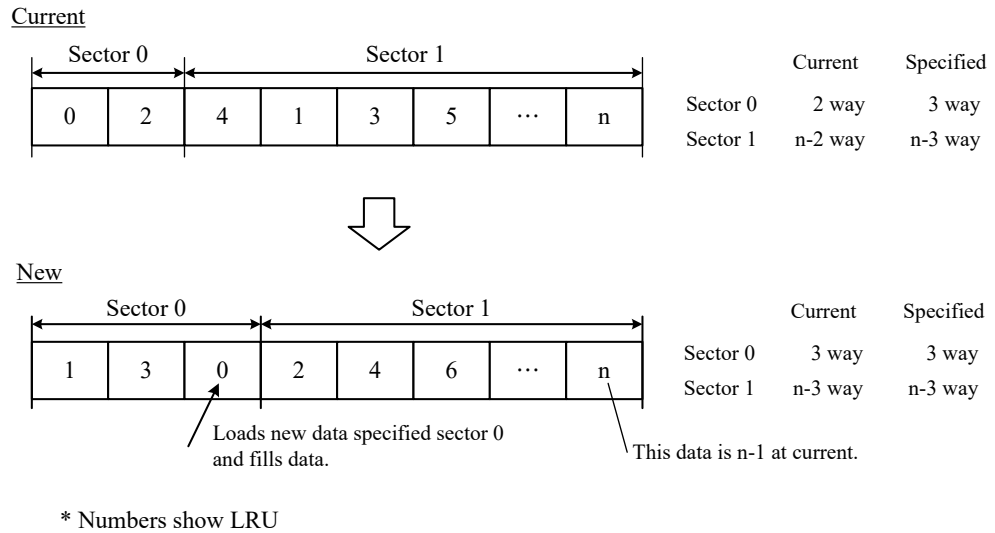 Current
Sector 0 Sector 1
Current Specified
0 2 4 1 3 5 ⋯ n
Sector 0 2 way 3 way
Sector 1 n-2 way n-3 way
New
Sector 0 Sector 1
Current Specified
1 3 0 2 4 6 ⋯ n
Sector 0 3 way 3 way
Sector 1 n-3 way n-3 way
Loads new data specified sector 0
and fills data.
This data is n-1 at current.
* Numbers show LRU